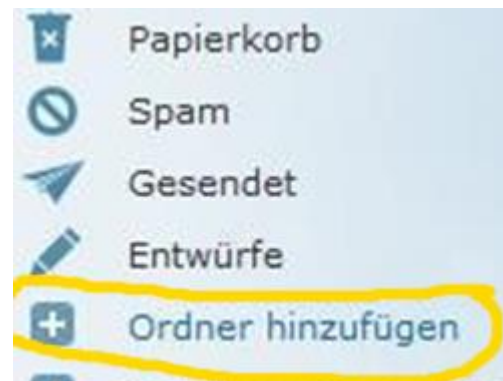 Papierkorb
Spam
Gesendet
Entwürfe
Ordner hinzufügen